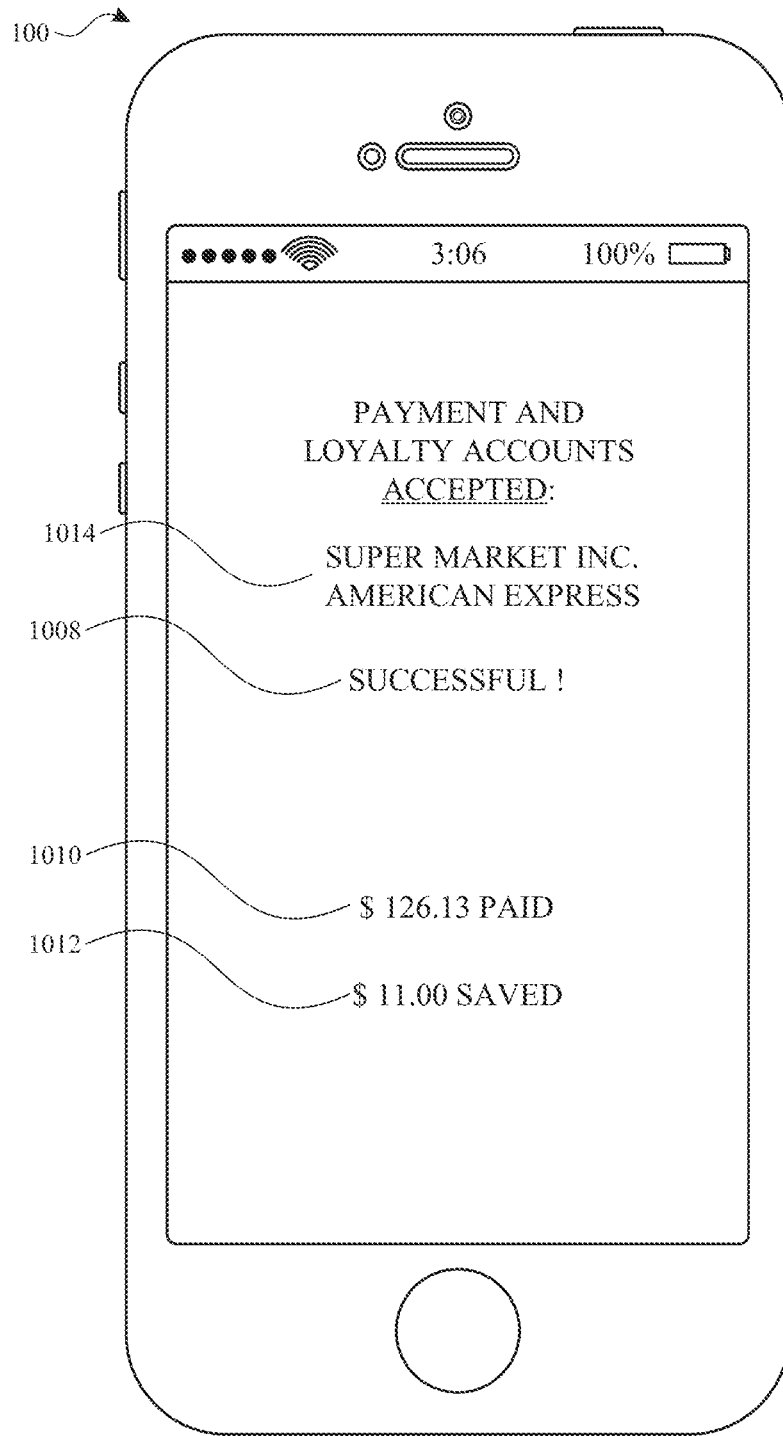 100
3:06 100%
PAYMENT AND
LOYALTY ACCOUNTS
ACCEPTED:
1014
SUPER MARKET INC.
AMERICAN EXPRESS
1008
SUCCESSFUL !
1010
$ 126.13 PAID
1012
$ 11.00 SAVED